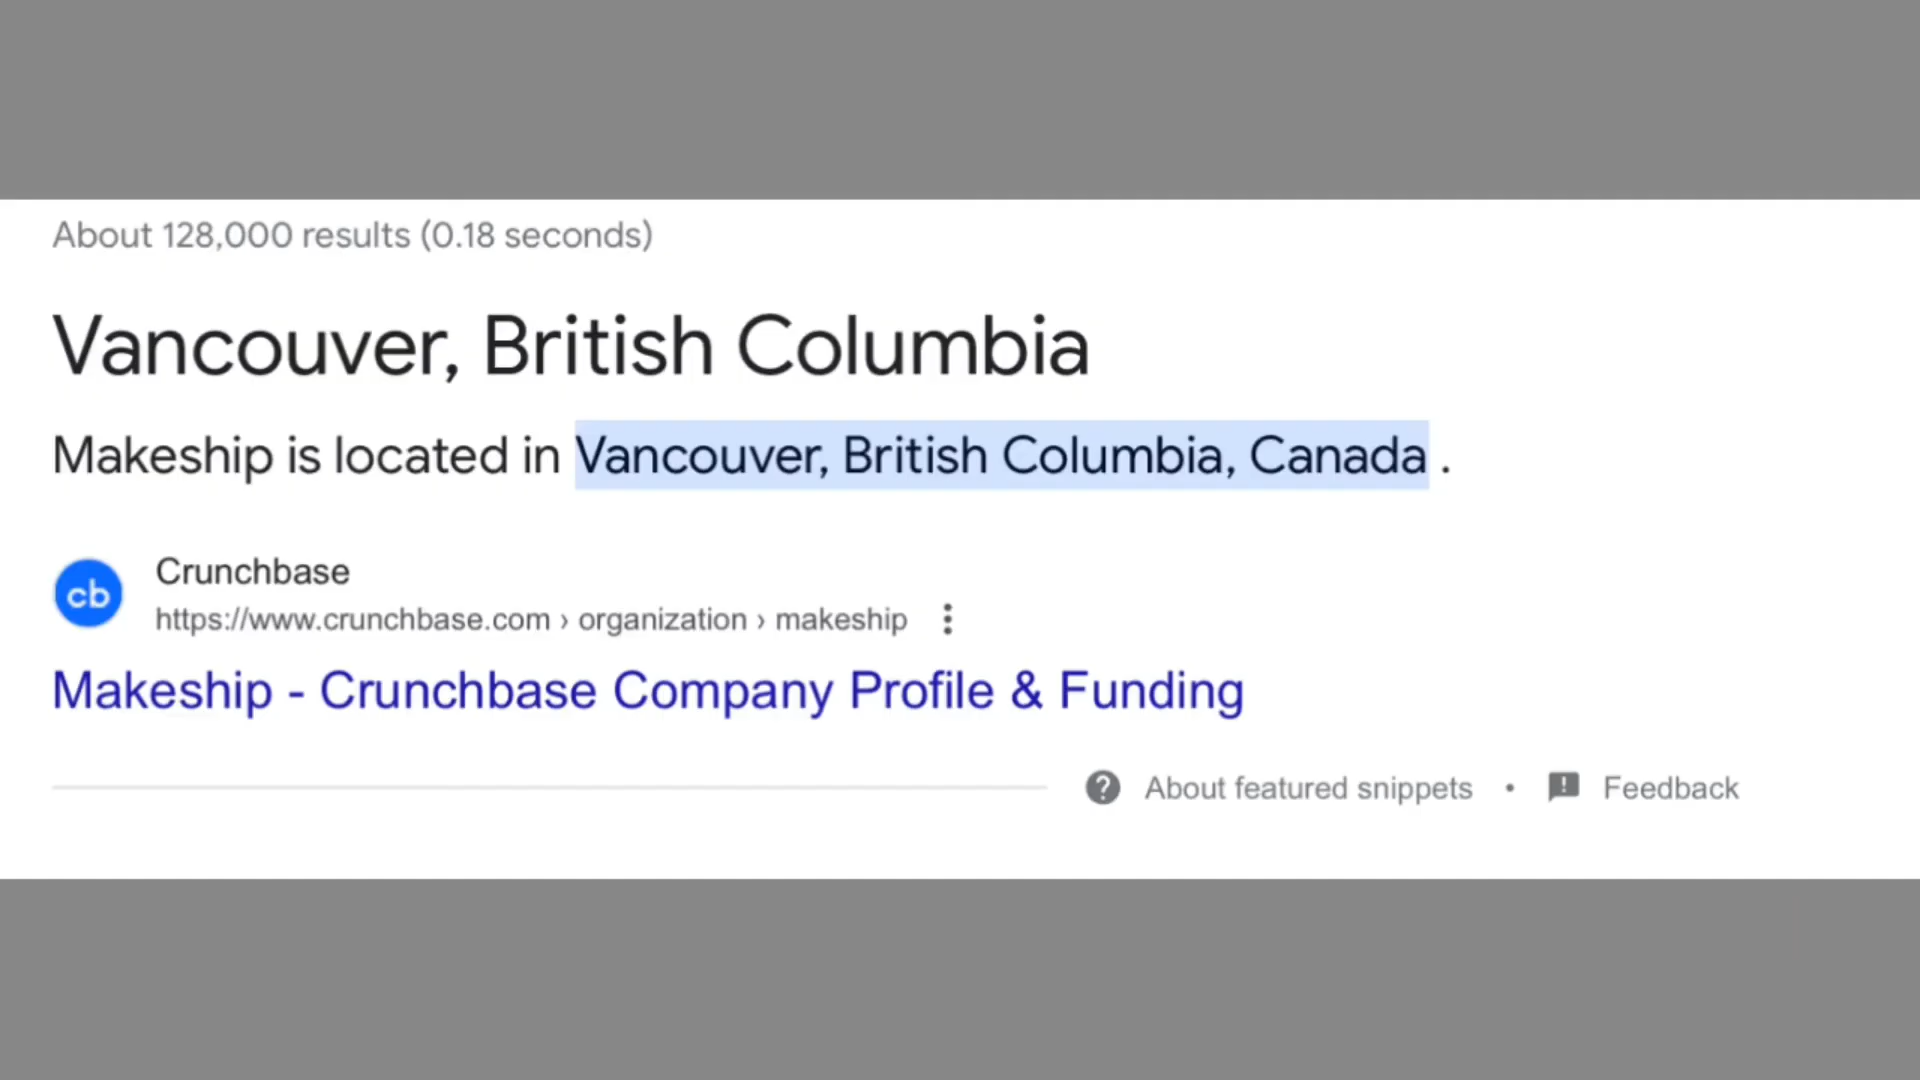 About 128,000 results (0.18 seconds)
Vancouver, British Columbia
Makeship is located in Vancouver, British Columbia, Canada .
cb
Crunchbase
https://www.crunchbase.com › organization › makeship
Makeship - Crunchbase Company Profile & Funding
About featured snippets • Feedback